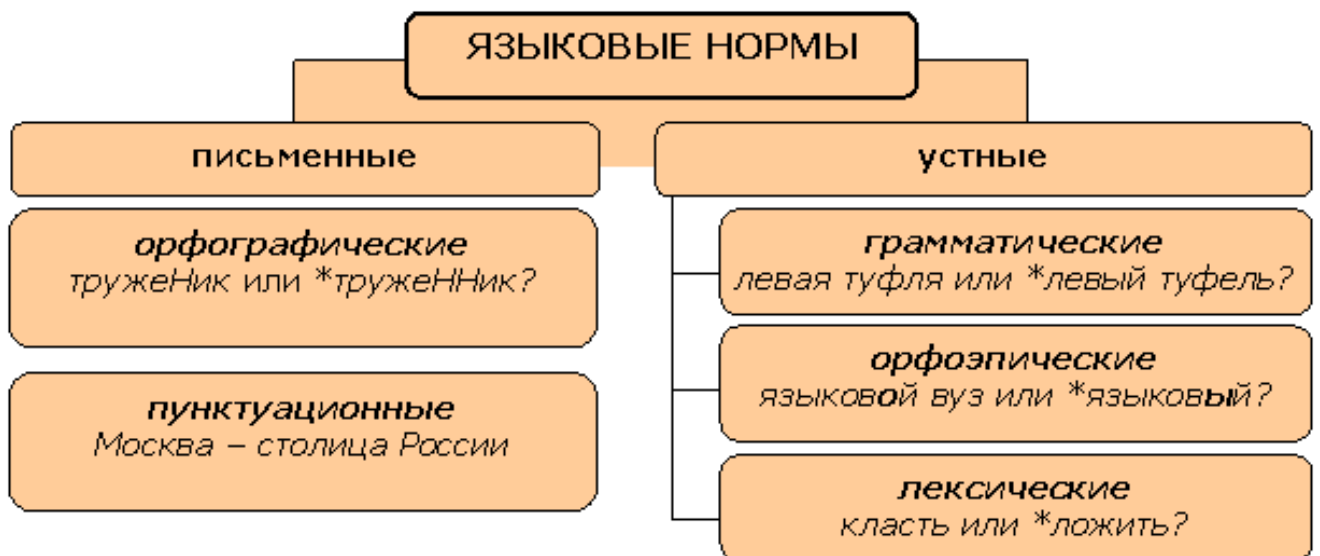 ЯЗЫКОВЫЕ НОРМЫ
письменные
орфографические
тружеНик или *тружеННик?
пунктуационные
Москва – столица России
устные
грамматические
левая туфля или *левый туфель?
орфоэпические
языковой вуз или *языковый?
лексические
класть или *ложить?